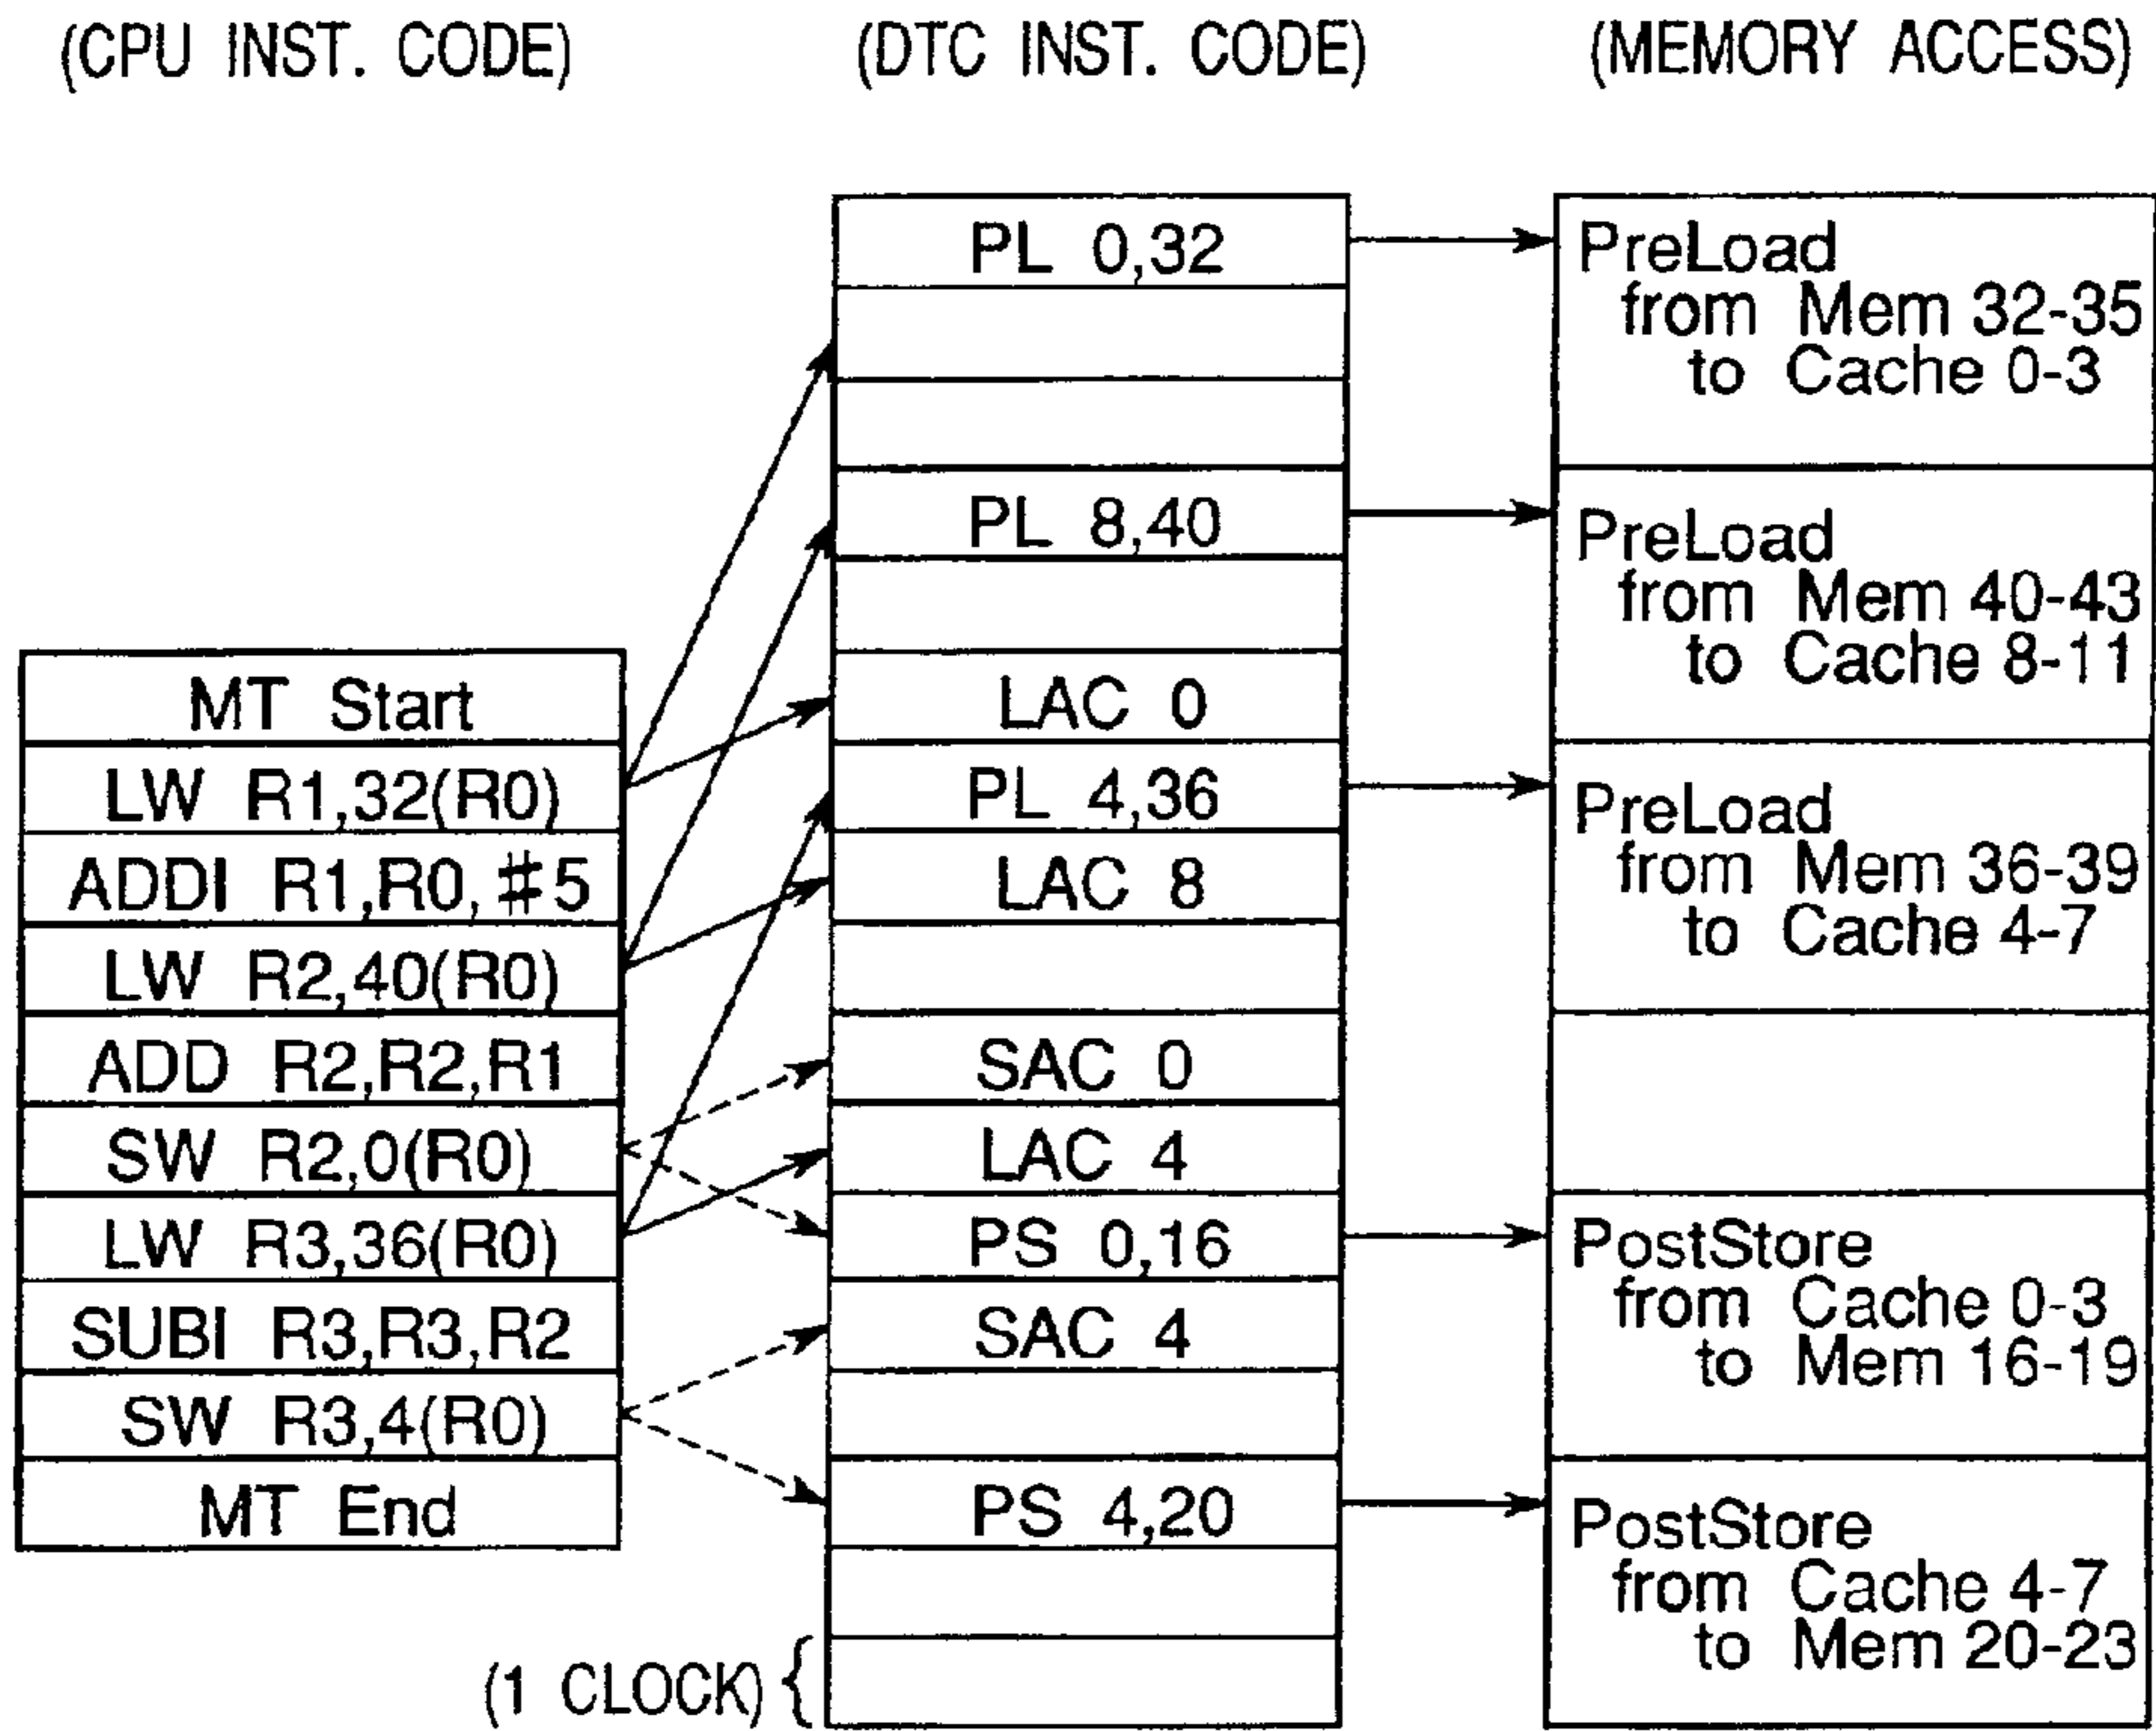 (CPU INST. CODE)
(DTC INST. CODE)
(MEMORY ACCESS)
MT Start
LW R1,32(R0)
ADDI R1,R0,#5
LW R2,40(R0)
ADD R2,R2,R1
SW R2,0(R0)
LW R3,36(R0)
SUBI R3,R3,R2
SW R3,4(R0)
MT End
PL 0,32
PL 8,40
LAC 0
PL 4,36
LAC 8
SAC 0
LAC 4
PS 0,16
SAC 4
PS 4,20
(1 CLOCK) {
PreLoad
from Mem 32-35
to Cache 0-3
PreLoad
from Mem 40-43
to Cache 8-11
PreLoad
from Mem 36-39
to Cache 4-7
PostStore
from Cache 0-3
to Mem 16-19
PostStore
from Cache 4-7
to Mem 20-23